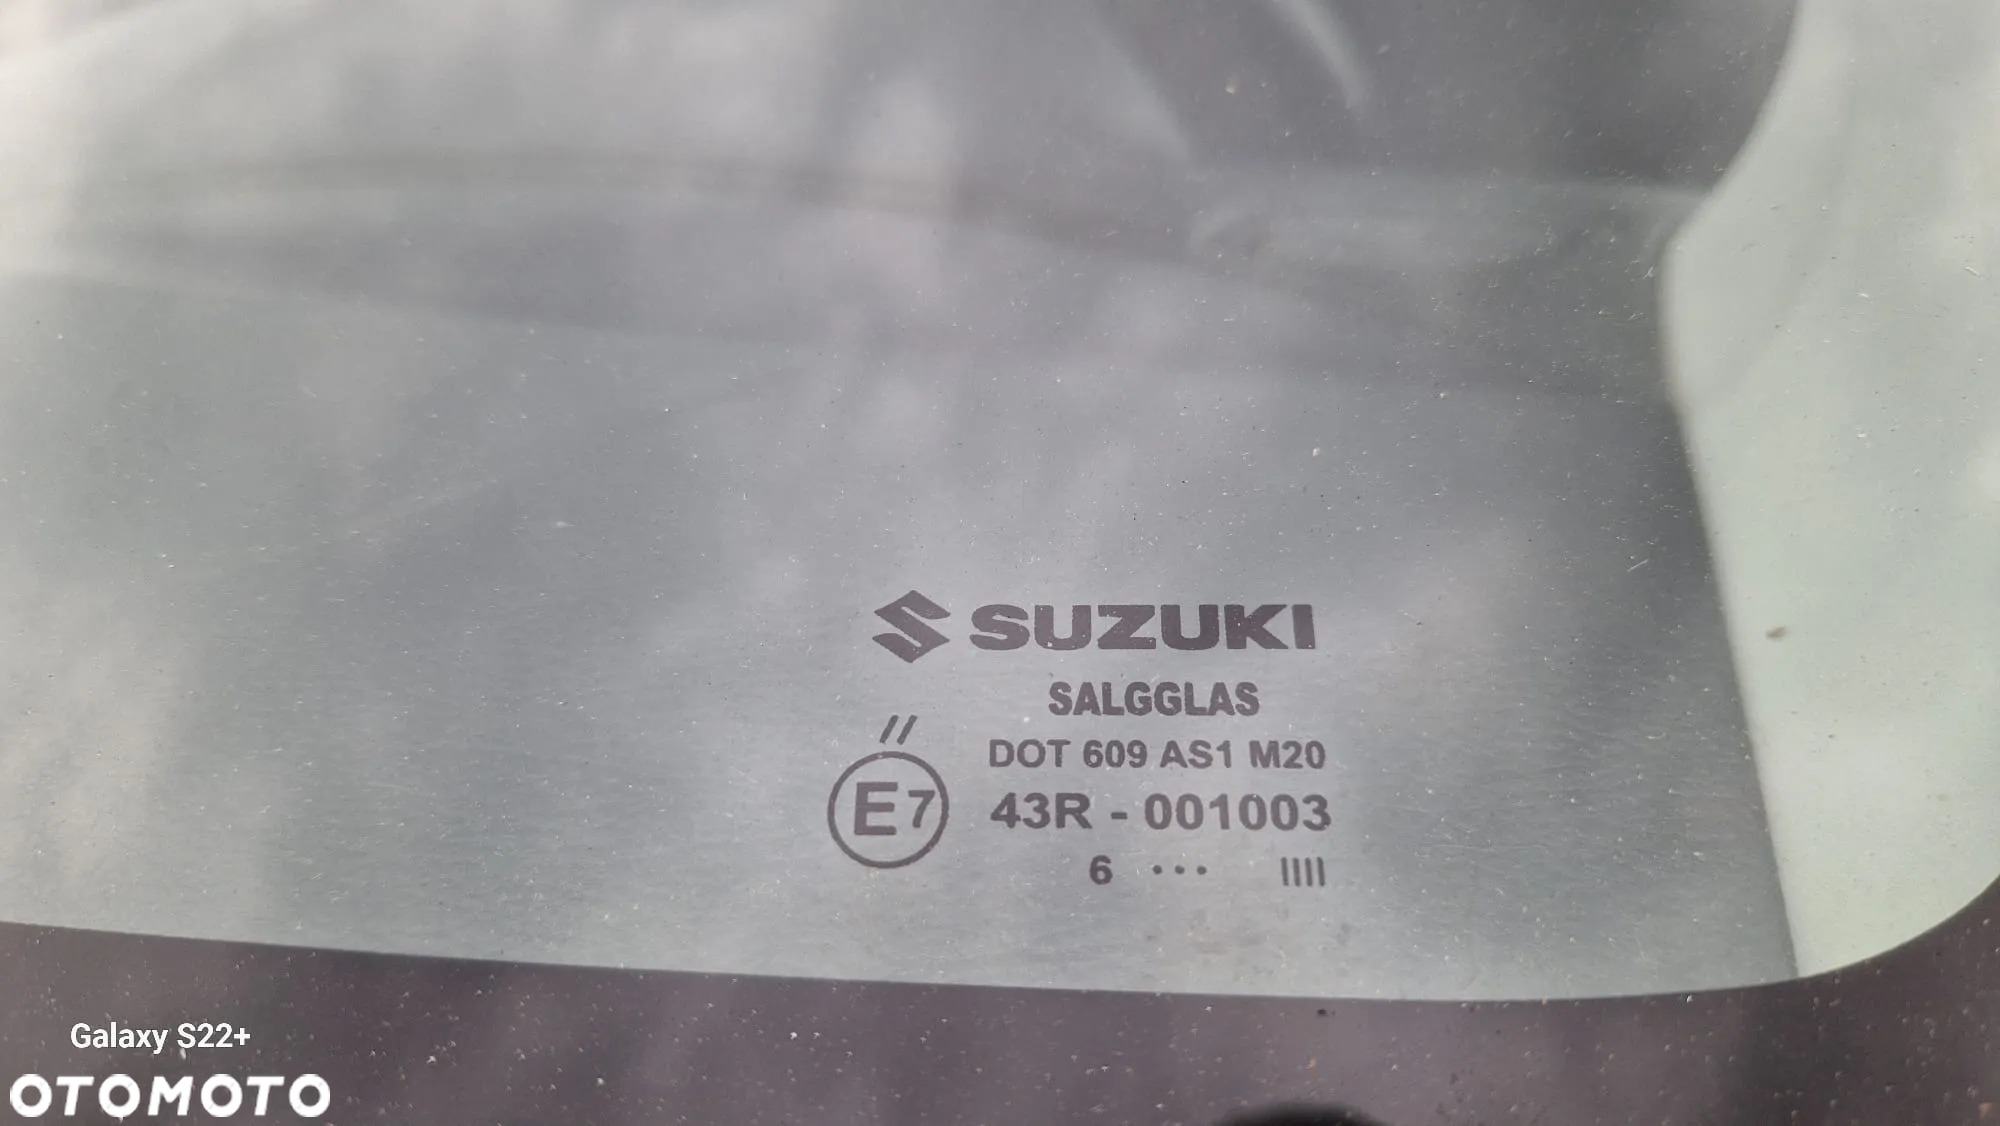 SUZUKI
SALGGLAS
//
DOT 609 AS1 M20
E7 43R - 001003
6 ... IIII
Galaxy S22+
OTOMOTO